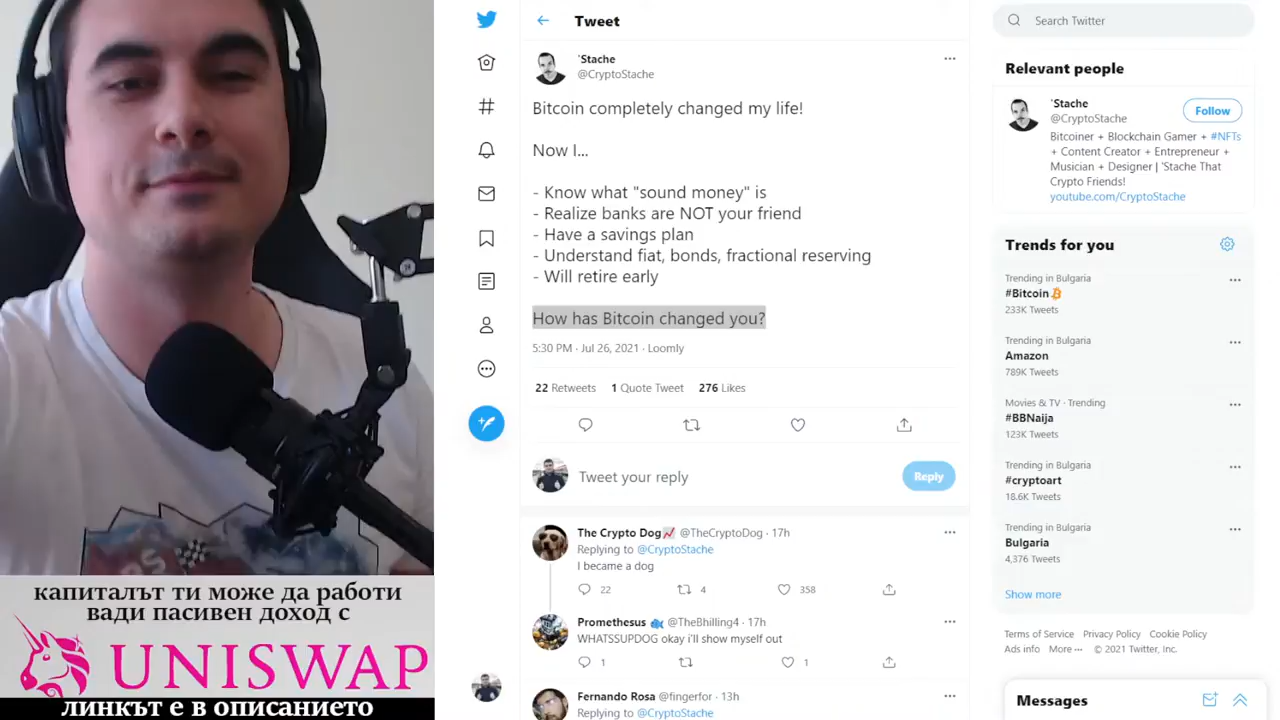 Tweet
`Stache
@CryptoStache
Bitcoin completely changed my life!
Now I...
- Know what "sound money" is
- Realize banks are NOT your friend
- Have a savings plan
- Understand fiat, bonds, fractional reserving
- Will retire early
How has Bitcoin changed you?
5:30 PM · Jul 26, 2021 · Loomly
22 Retweets 1 Quote Tweet 276 Likes
Tweet your reply
Reply
The Crypto Dog📈 @TheCryptoDog · 17h
Replying to @CryptoStache
I became a dog
22 4 358
Promethesus 🐟 @TheBhilling4 · 17h
WHATSSUPDOG okay i'll show myself out
1 1
Fernando Rosa @fingerfor · 13h
Replying to @CryptoStache
Search Twitter
Relevant people
`Stache
@CryptoStache
Follow
Bitcoiner + Blockchain Gamer + #NFTs
+ Content Creator + Entrepreneur +
Musician + Designer | 'Stache That
Crypto Friends!
youtube.com/CryptoStache
Trends for you
Trending in Bulgaria
#Bitcoin
233K Tweets
Trending in Bulgaria
Amazon
789K Tweets
Movies & TV · Trending
#BBNaija
123K Tweets
Trending in Bulgaria
#cryptoart
18.6K Tweets
Trending in Bulgaria
Bulgaria
4,376 Tweets
Show more
Terms of Service Privacy Policy Cookie Policy
Ads info More ··· © 2021 Twitter, Inc.
Messages
капиталът ти може да работи
вади пасивен доход с
UNISWAP
линкът е в описанието